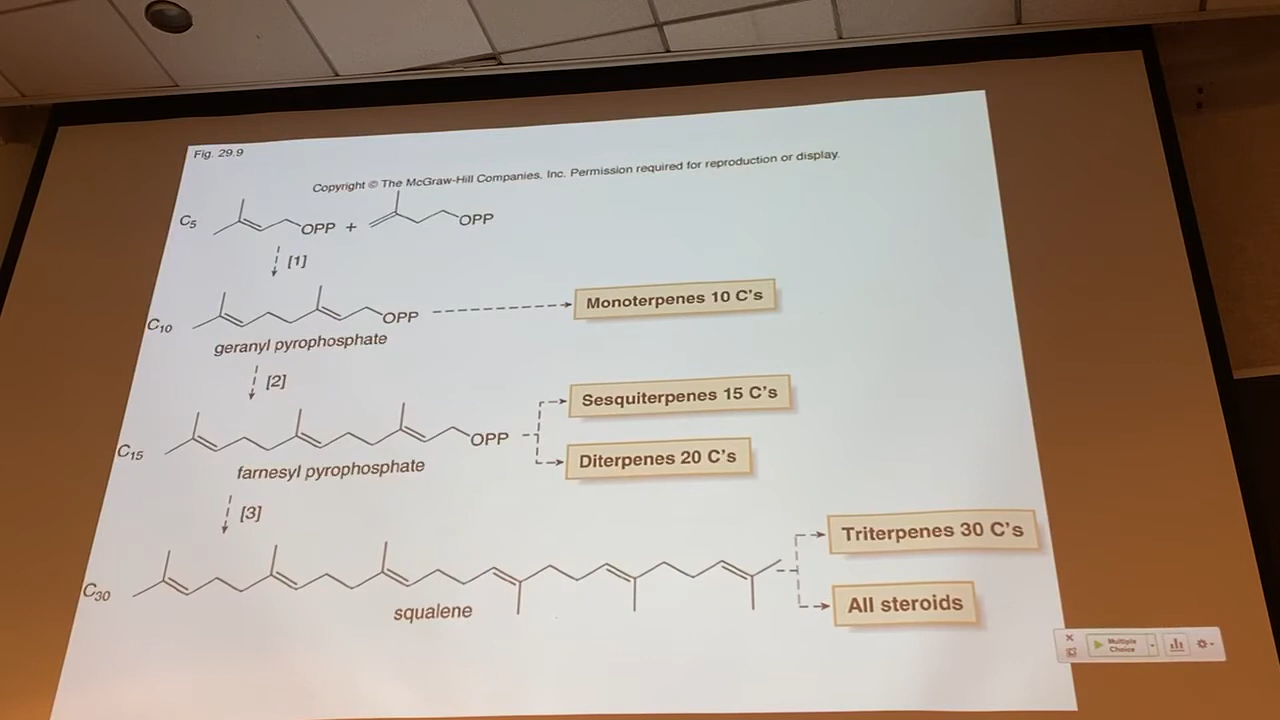 Fig. 29.9
Copyright © The McGraw-Hill Companies, Inc. Permission required for reproduction or display.
C5 OPP + OPP
[1]
C10 OPP Monoterpenes 10 C's
geranyl pyrophosphate
[2]
C15 OPP Sesquiterpenes 15 C's
Diterpenes 20 C's
farnesyl pyrophosphate
[3]
C30 Triterpenes 30 C's
All steroids
squalene
Multiple
Choice